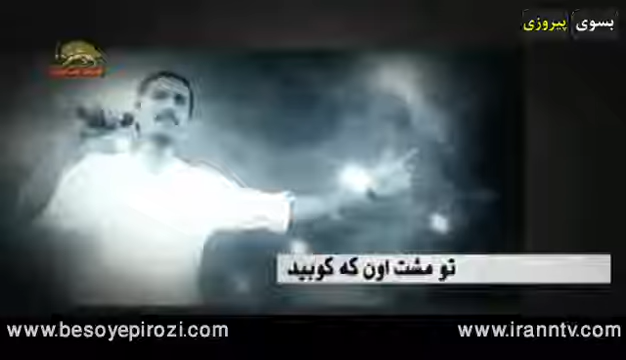 بسوی پیروزی
تو مشت اون که کوبید
www.besoyepirozi.com
www.iranntv.com